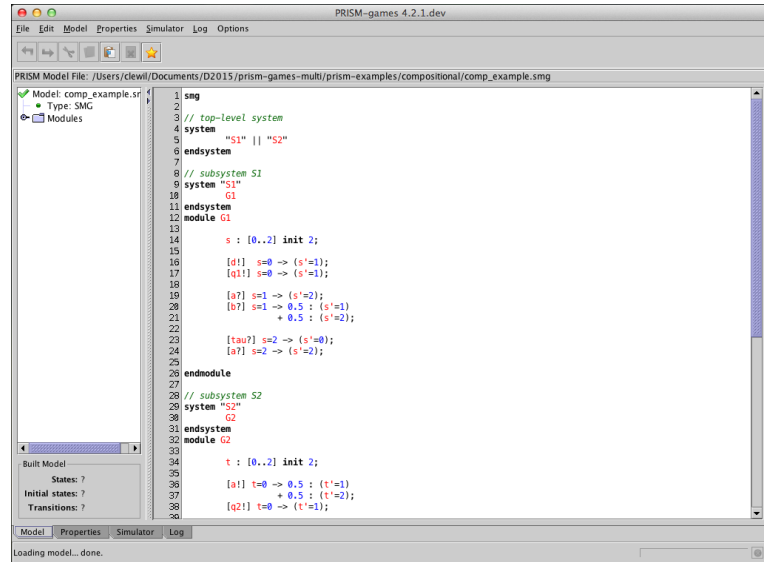 PRISM-games 4.2.1.dev
File Edit Model Properties Simulator Log Options
PRISM Model File: /Users/clewil/Documents/D2015/prism-games-multi/prism-examples/compositional/comp_example.smg
Model: comp_example.sr
Type: SMG
Modules
1 smg
2
3 // top-level system
4 system
5 "S1" || "S2"
6 endsystem
7
8 // subsystem S1
9 system "S1"
10 G1
11 endsystem
12 module G1
13
14 s : [0..2] init 2;
15
16 [d!] s=0 -> (s'=1);
17 [q1!] s=0 -> (s'=1);
18
19 [a?] s=1 -> (s'=2);
20 [b?] s=1 -> 0.5 : (s'=1)
21 + 0.5 : (s'=2);
22
23 [tau?] s=2 -> (s'=0);
24 [a?] s=2 -> (s'=2);
25
26 endmodule
27
28 // subsystem S2
29 system "S2"
30 G2
31 endsystem
32 module G2
33
34 t : [0..2] init 2;
35
36 [a!] t=0 -> 0.5 : (t'=1)
37 + 0.5 : (t'=2);
38 [q2!] t=0 -> (t'=1);
39
Built Model
States: ?
Initial states: ?
Transitions: ?
Model Properties Simulator Log
Loading model... done.